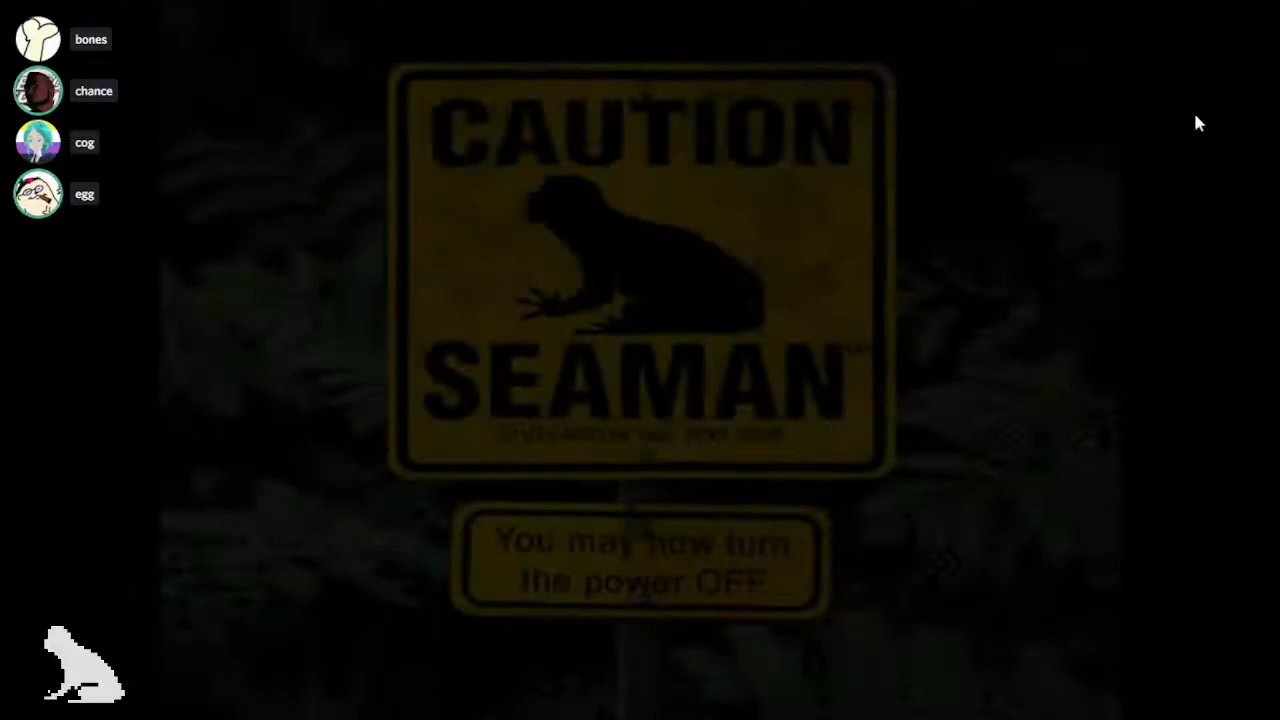 bones
chance
cog
egg
CAUTION
SEAMAN
You may now turn
the power OFF